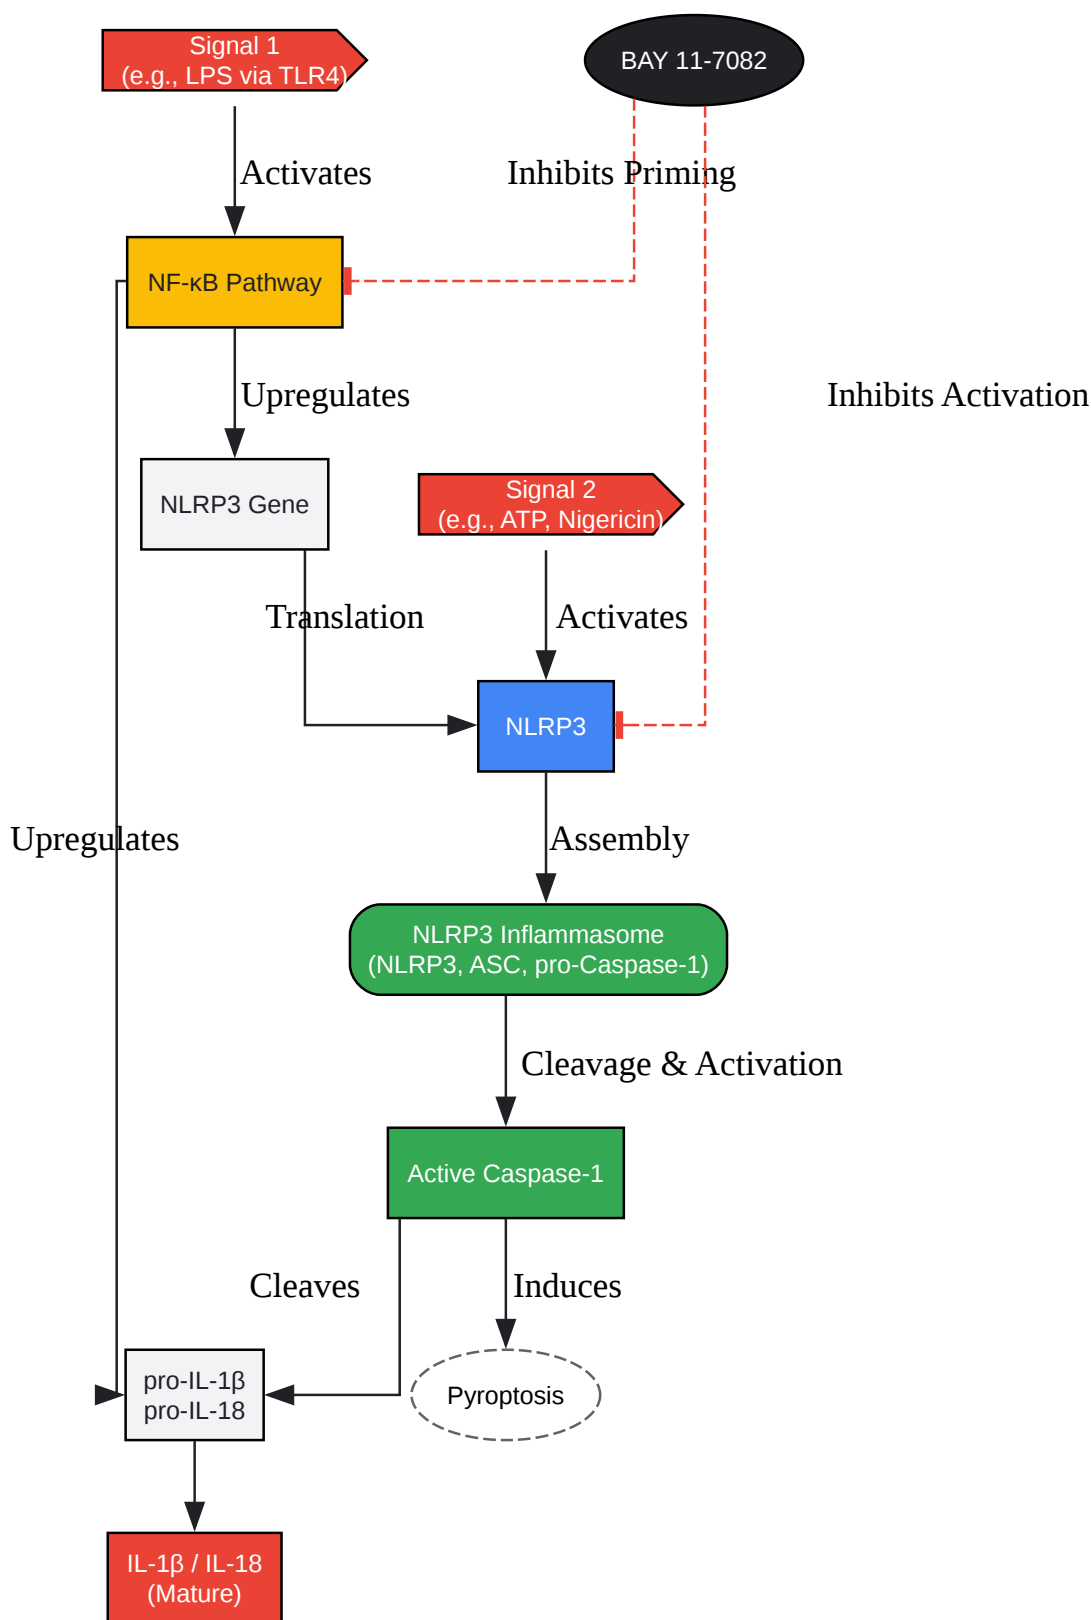 Signal 1
(e.g., LPS via TLR4)
BAY 11-7082
Activates
Inhibits Priming
NF-κB Pathway
Upregulates
Inhibits Activation
NLRP3 Gene
Signal 2
(e.g., ATP, Nigericin)
Translation
Activates
NLRP3
Upregulates
Assembly
NLRP3 Inflammasome
(NLRP3, ASC, pro-Caspase-1)
Cleavage & Activation
Active Caspase-1
Cleaves
Induces
pro-IL-1β
pro-IL-18
Pyroptosis
IL-1β / IL-18
(Mature)